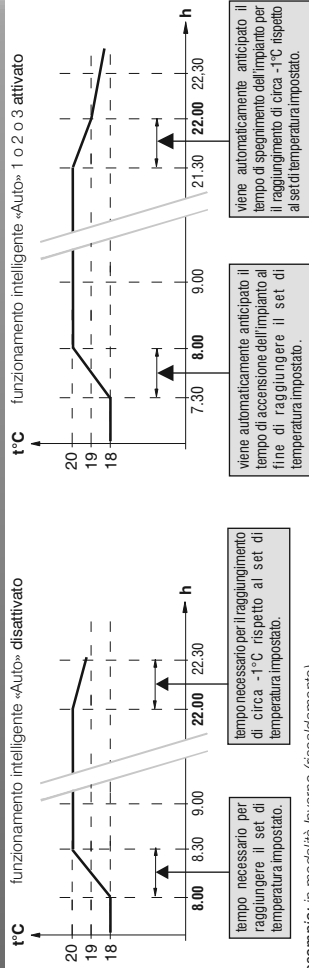 t°C funzionamento intelligente «Auto» disattivato
20
19
18
8.00 8.30 9.00 22.00 22.30 h
tempo necessario per
raggiungere il set di
temperatura impostato.
tempo necessario per il raggiungimento
di circa -1°C rispetto al set di
temperatura impostato.
t°C funzionamento intelligente «Auto» 1 o 2 o 3 attivato
20
19
18
7.30 8.00 9.00 21.30 22.00 22,30 h
viene automaticamente anticipato il
tempo di accensione dell'impianto al
fine di raggiungere il set di
temperatura impostato.
viene automaticamente anticipato il
tempo di spegnimento dell'impianto per
il raggiungimento di circa -1°C rispetto
al set di temperatura impostato.
esempio: in modalità Inverno (riscaldamento)